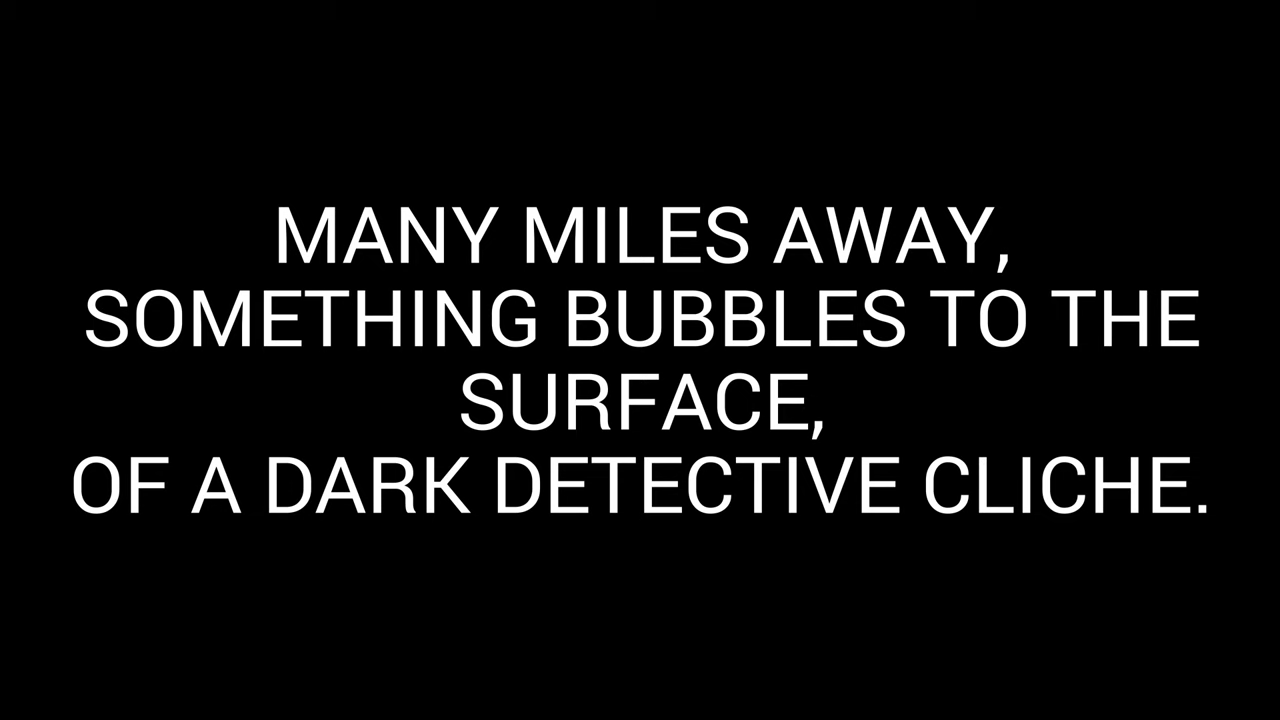 MANY MILES AWAY,
SOMETHING BUBBLES TO THE
SURFACE,
OF A DARK DETECTIVE CLICHE.